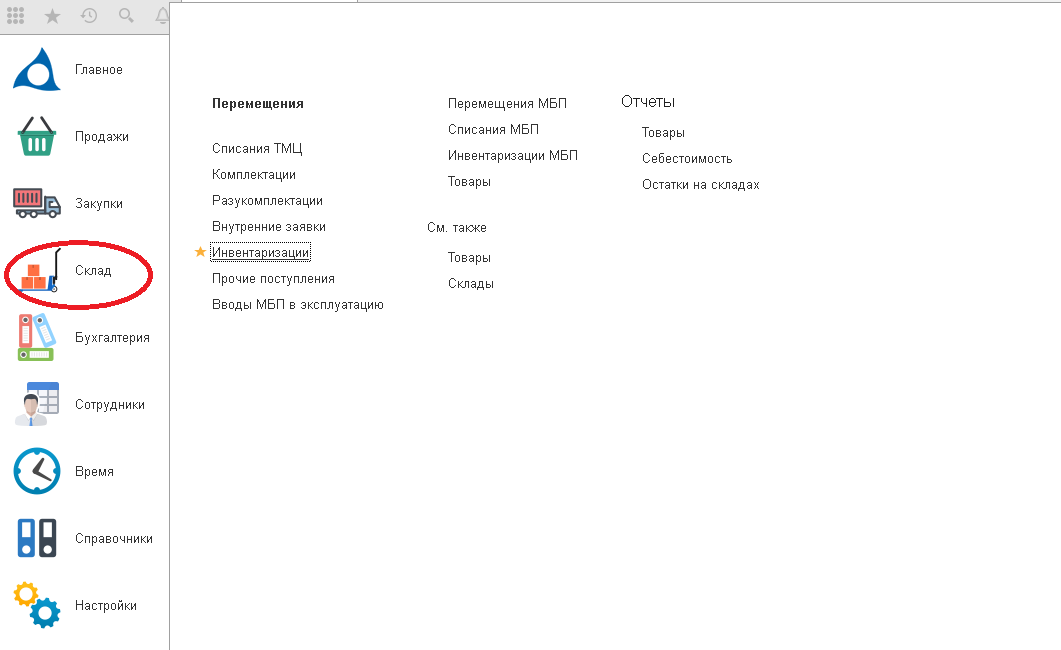 Главное
Продажи
Закупки
Склад
Бухгалтерия
Сотрудники
Время
Справочники
Настройки
Перемещения
Списания ТМЦ
Комплектации
Разукомплектации
Внутренние заявки
Инвентаризации
Прочие поступления
Вводы МБП в эксплуатацию
Перемещения МБП
Списания МБП
Инвентаризации МБП
Товары
См. также
Товары
Склады
Отчеты
Товары
Себестоимость
Остатки на складах